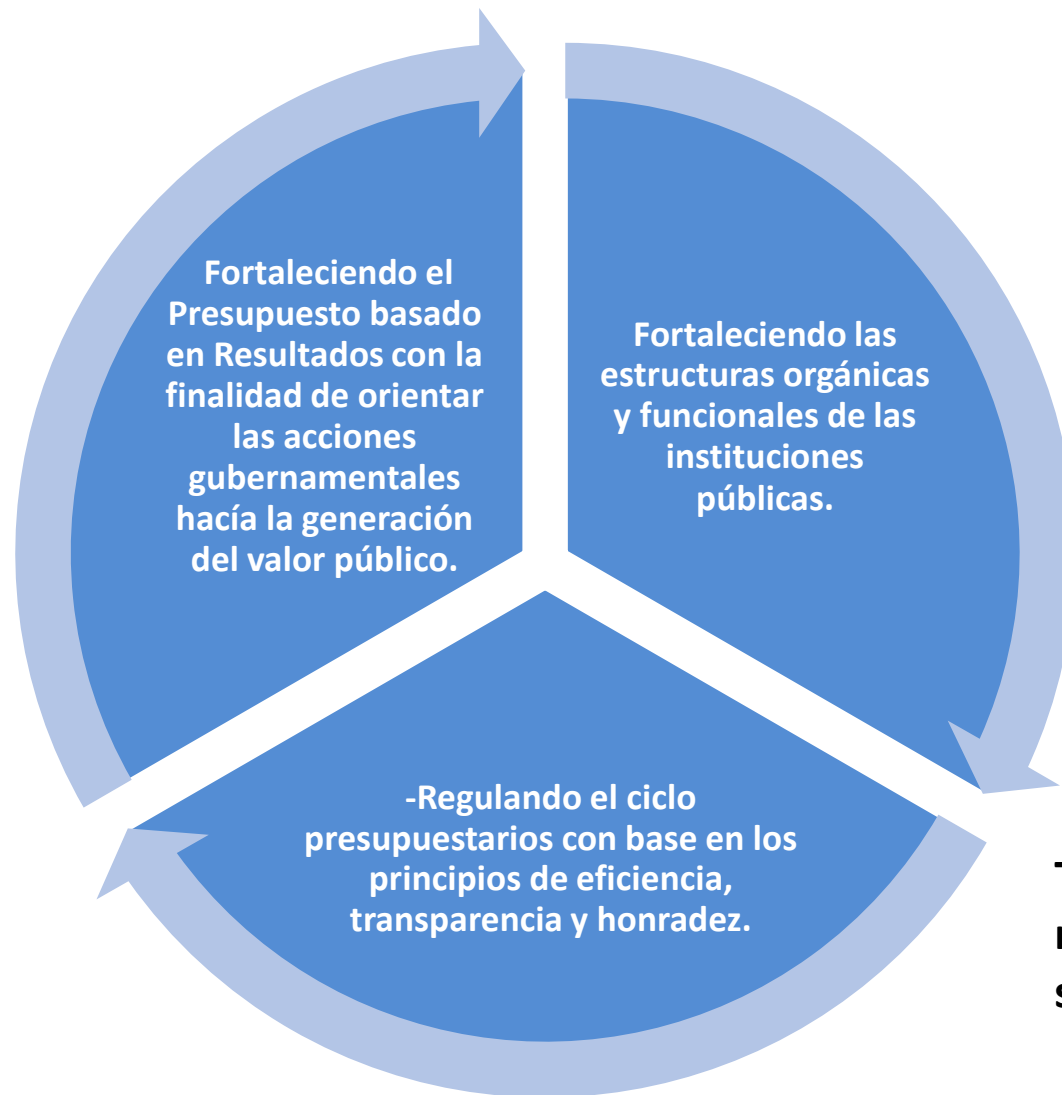 Fortaleciendo el
Presupuesto basado
en Resultados con la
finalidad de orientar
las acciones
gubernamentales
hacía la generación
del valor público.
Fortaleciendo las
estructuras orgánicas
y funcionales de las
instituciones
públicas.
-Regulando el ciclo
presupuestarios con base en los
principios de eficiencia,
transparencia y honradez.